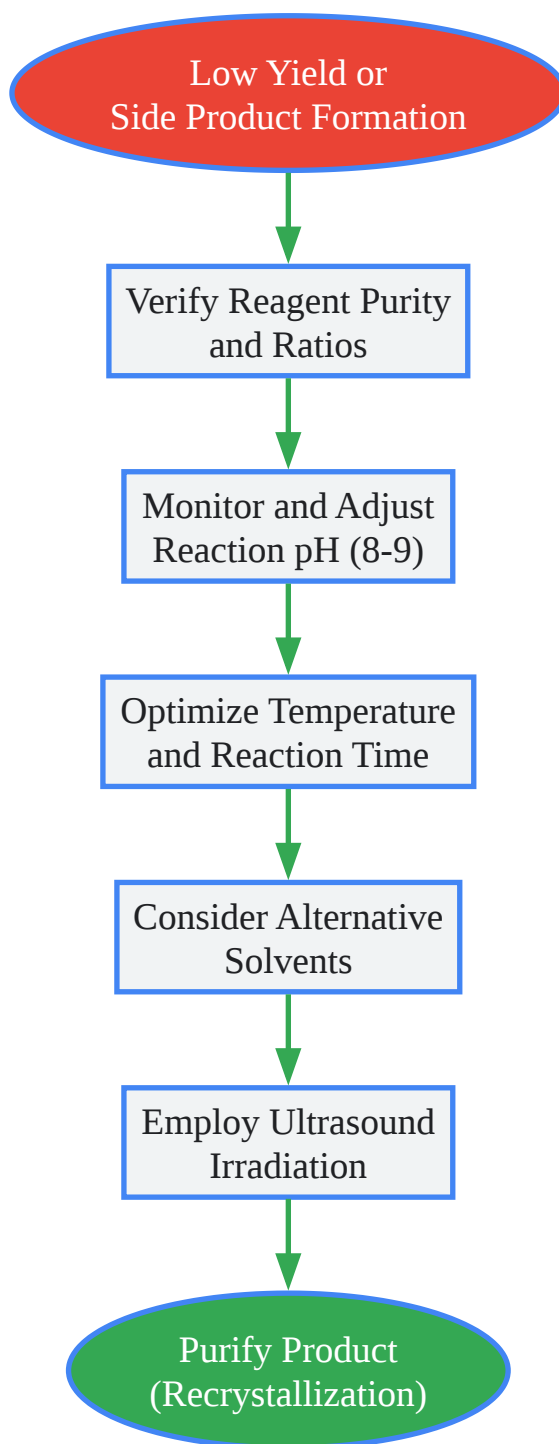 Low Yield or
Side Product Formation
Verify Reagent Purity
and Ratios
Monitor and Adjust
Reaction pH (8-9)
Optimize Temperature
and Reaction Time
Consider Alternative
Solvents
Employ Ultrasound
Irradiation
Purify Product
(Recrystallization)